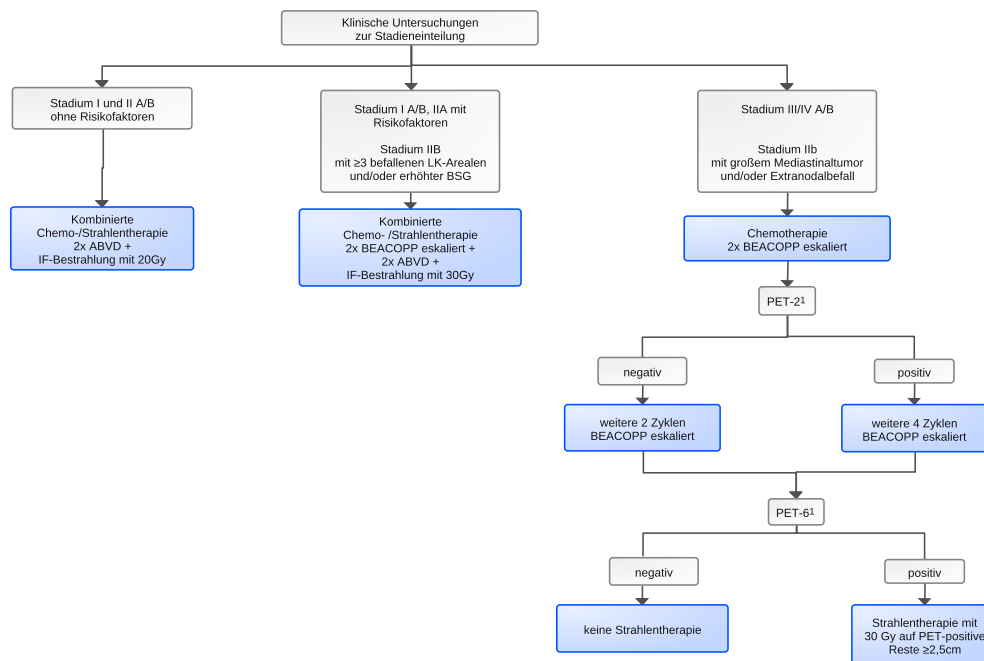 Klinische Untersuchungen
zur Stadieneinteilung
Stadium I und II A/B
ohne Risikofaktoren
Stadium I A/B, IIA mit
Risikofaktoren
Stadium IIB
mit ≥3 befallenen LK-Arealen
und/oder erhöhter BSG
Stadium III/IV A/B
Stadium IIb
mit großem Mediastinaltumor
und/oder Extranodalbefall
Kombinierte
Chemo-/Strahlentherapie
2x ABVD +
IF-Bestrahlung mit 20Gy
Kombinierte
Chemo- /Strahlentherapie
2x BEACOPP eskaliert +
2x ABVD +
IF-Bestrahlung mit 30Gy
Chemotherapie
2x BEACOPP eskaliert
PET-2¹
negativ
positiv
weitere 2 Zyklen
BEACOPP eskaliert
weitere 4 Zyklen
BEACOPP eskaliert
PET-6¹
negativ
positiv
keine Strahlentherapie
Strahlentherapie mit
30 Gy auf PET-positive
Reste ≥2,5cm